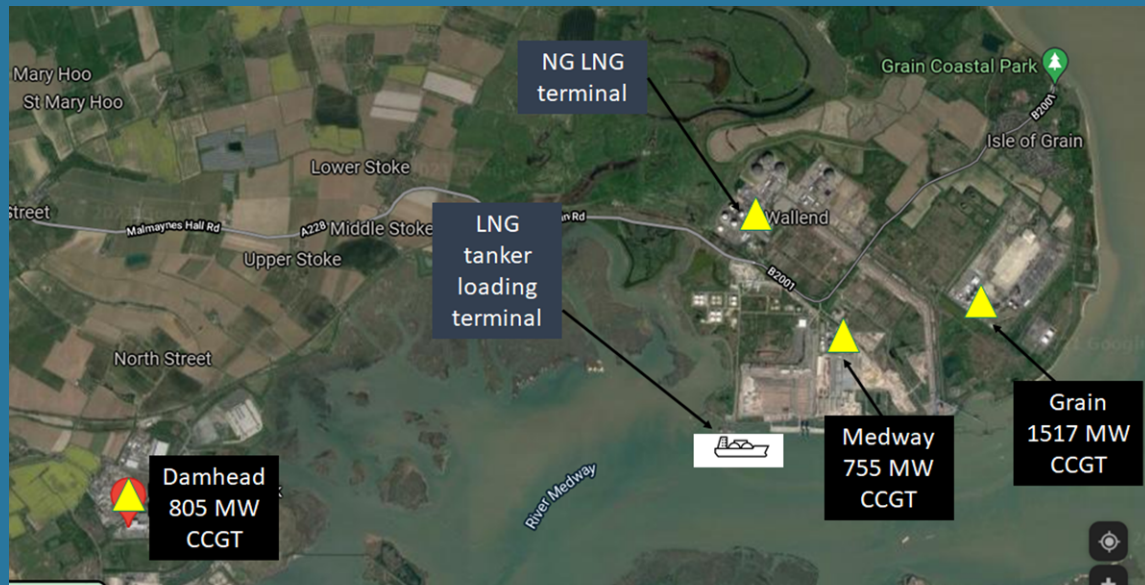 Mary Hoo
St Mary Hoo
Lower Stoke
Street
Malmaynes Hall Rd
A228
Middle Stoke
Upper Stoke
North Street
NG LNG
terminal
LNG
tanker
loading
terminal
Rd
Wallend
B2001
Grain Coastal Park
B2001
Isle of Grain
River Medway
Damhead
805 MW
CCGT
Medway
755 MW
CCGT
Grain
1517 MW
CCGT